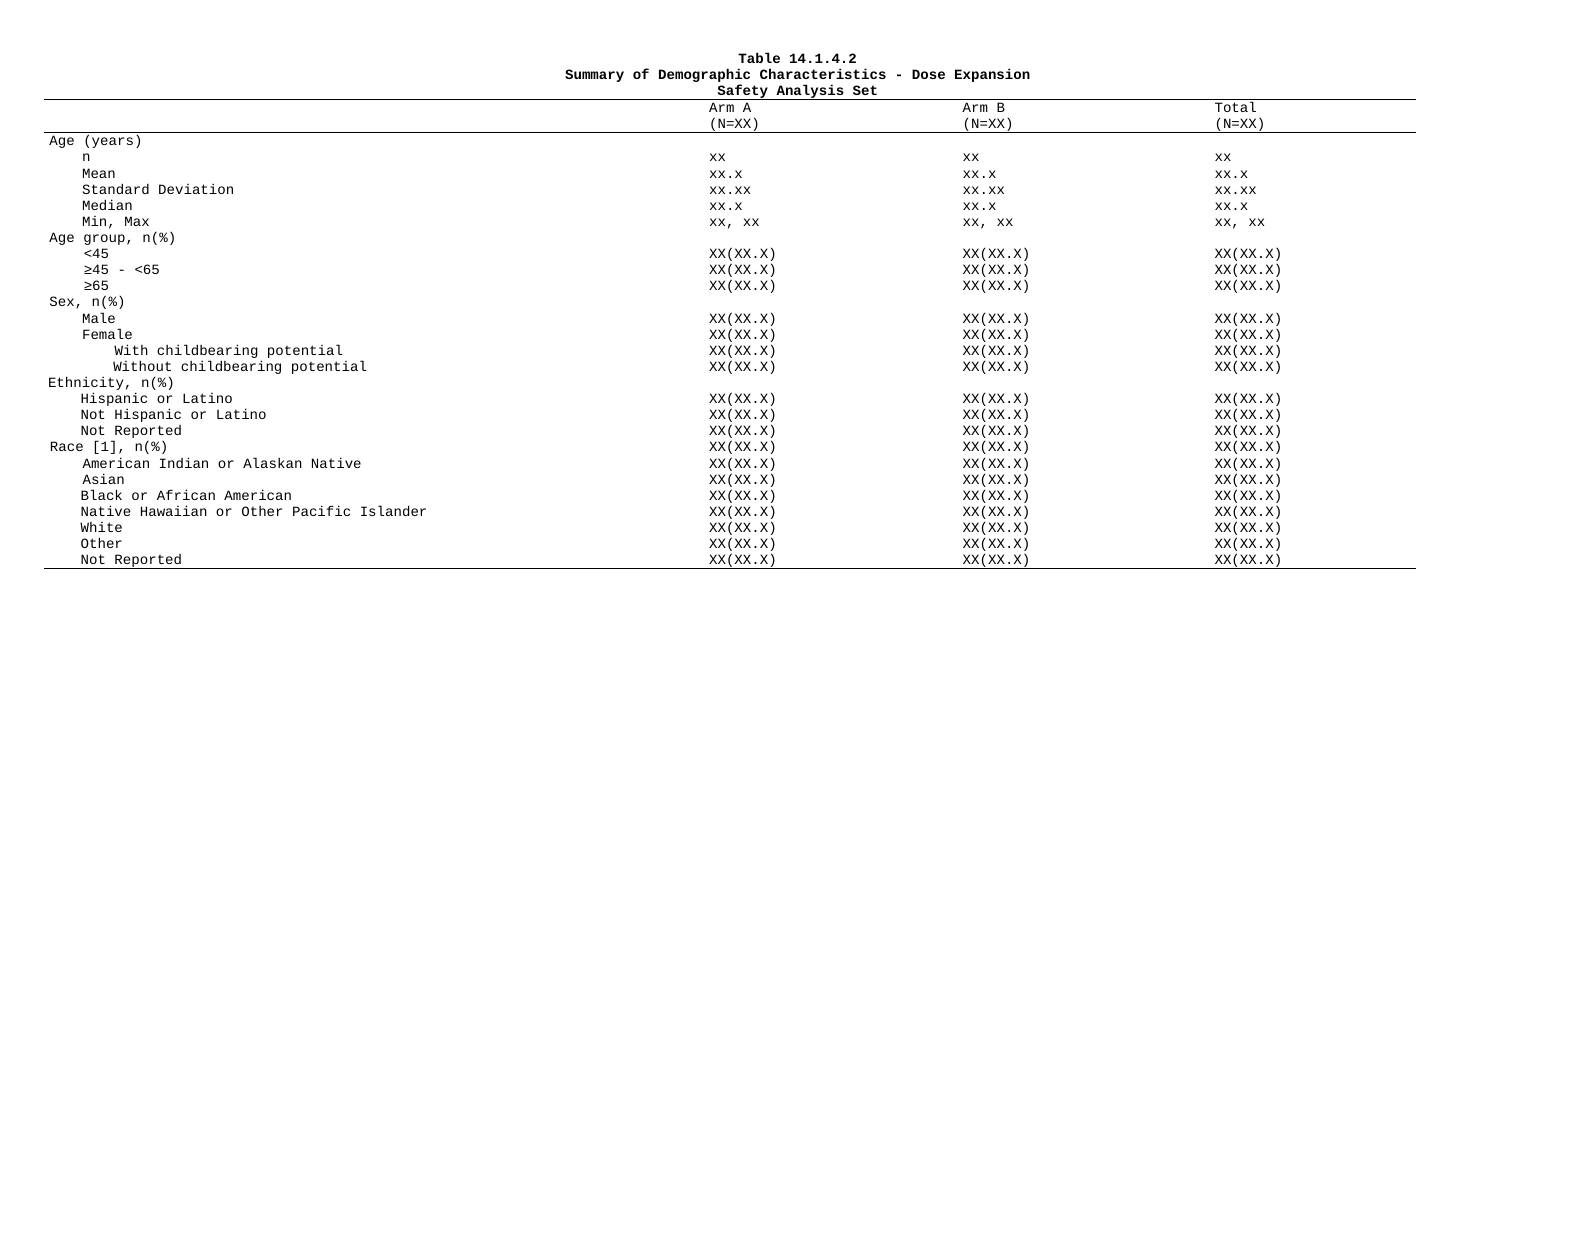 Table 14.1.4.2
Summary of Demographic Characteristics - Dose Expansion
Safety Analysis Set
Arm A Arm B Total
(N=XX) (N=XX) (N=XX)
Age (years)
n xx xx xx
Mean xx.x xx.x xx.x
Standard Deviation xx.xx xx.xx xx.xx
Median xx.x xx.x xx.x
Min, Max xx, xx xx, xx xx, xx
Age group, n(%)
<45 XX(XX.X) XX(XX.X) XX(XX.X)
≥45 - <65 XX(XX.X) XX(XX.X) XX(XX.X)
≥65 XX(XX.X) XX(XX.X) XX(XX.X)
Sex, n(%)
Male XX(XX.X) XX(XX.X) XX(XX.X)
Female XX(XX.X) XX(XX.X) XX(XX.X)
With childbearing potential XX(XX.X) XX(XX.X) XX(XX.X)
Without childbearing potential XX(XX.X) XX(XX.X) XX(XX.X)
Ethnicity, n(%)
Hispanic or Latino XX(XX.X) XX(XX.X) XX(XX.X)
Not Hispanic or Latino XX(XX.X) XX(XX.X) XX(XX.X)
Not Reported XX(XX.X) XX(XX.X) XX(XX.X)
Race [1], n(%) XX(XX.X) XX(XX.X) XX(XX.X)
American Indian or Alaskan Native XX(XX.X) XX(XX.X) XX(XX.X)
Asian XX(XX.X) XX(XX.X) XX(XX.X)
Black or African American XX(XX.X) XX(XX.X) XX(XX.X)
Native Hawaiian or Other Pacific Islander XX(XX.X) XX(XX.X) XX(XX.X)
White XX(XX.X) XX(XX.X) XX(XX.X)
Other XX(XX.X) XX(XX.X) XX(XX.X)
Not Reported XX(XX.X) XX(XX.X) XX(XX.X)